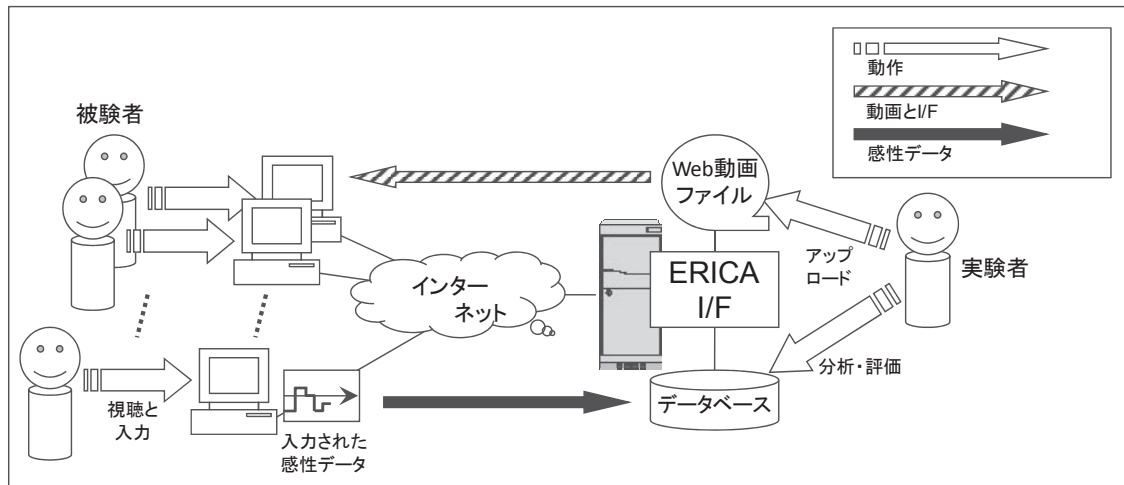 動作
動画とI/F
感性データ
被験者
Web動画
ファイル
アップ
ロード
実験者
インター
ネット
ERICA
I/F
分析・評価
データベース
視聴と
入力
入力された
感性データ